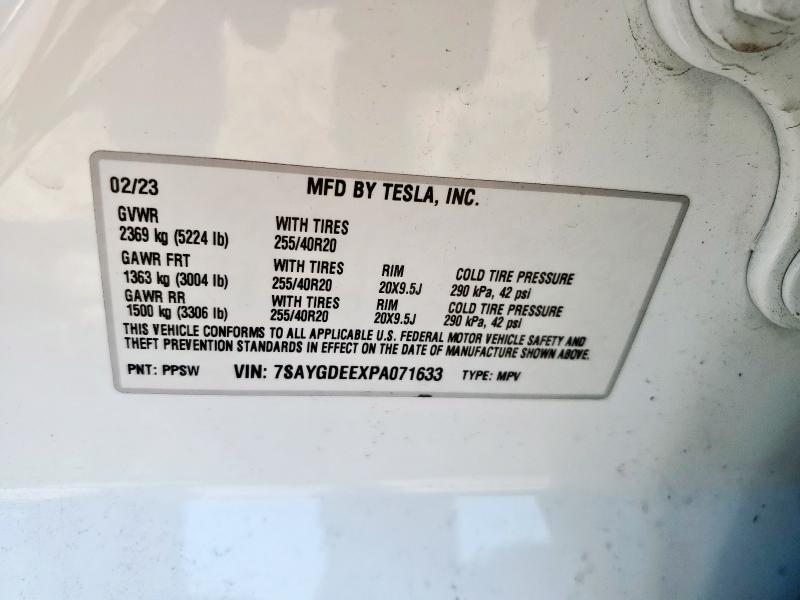 02/23 MFD BY TESLA, INC.
GVWR WITH TIRES
2369 kg (5224 lb) 255/40R20
GAWR FRT WITH TIRES RIM COLD TIRE PRESSURE
1363 kg (3004 lb) 255/40R20 20X9.5J 290 kPa, 42 psi
GAWR RR WITH TIRES RIM COLD TIRE PRESSURE
1500 kg (3306 lb) 255/40R20 20X9.5J 290 kPa, 42 psi
THIS VEHICLE CONFORMS TO ALL APPLICABLE U.S. FEDERAL MOTOR VEHICLE SAFETY AND
THEFT PREVENTION STANDARDS IN EFFECT ON THE DATE OF MANUFACTURE SHOWN ABOVE.
PNT: PPSW VIN: 7SAYGDEEXPA071633 TYPE: MPV